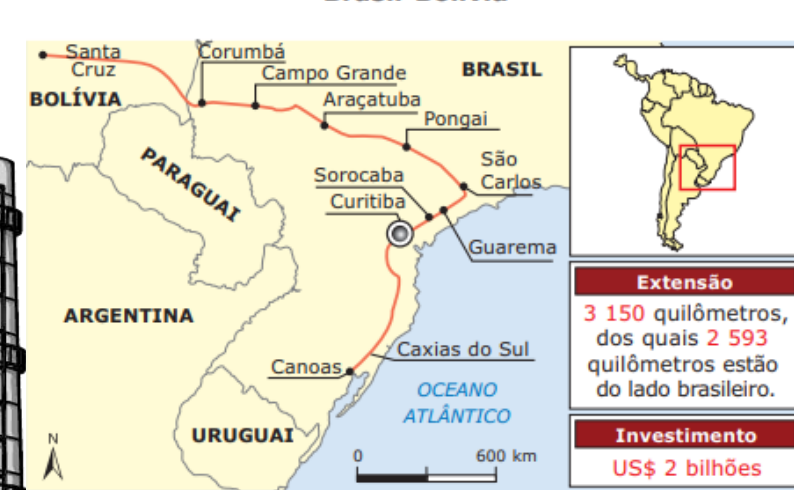 Brasil-Bolívia
Santa
Cruz
Corumbá
Campo Grande
BRASIL
BOLÍVIA
Araçatuba
Pongai
PARAGUAI
São
Carlos
Sorocaba
Curitiba
Guarema
ARGENTINA
Caxias do Sul
Canoas
OCEANO
ATLÂNTICO
URUGUAI
N
0 600 km
Extensão
3 150 quilômetros,
dos quais 2 593
quilômetros estão
do lado brasileiro.
Investimento
US$ 2 bilhões